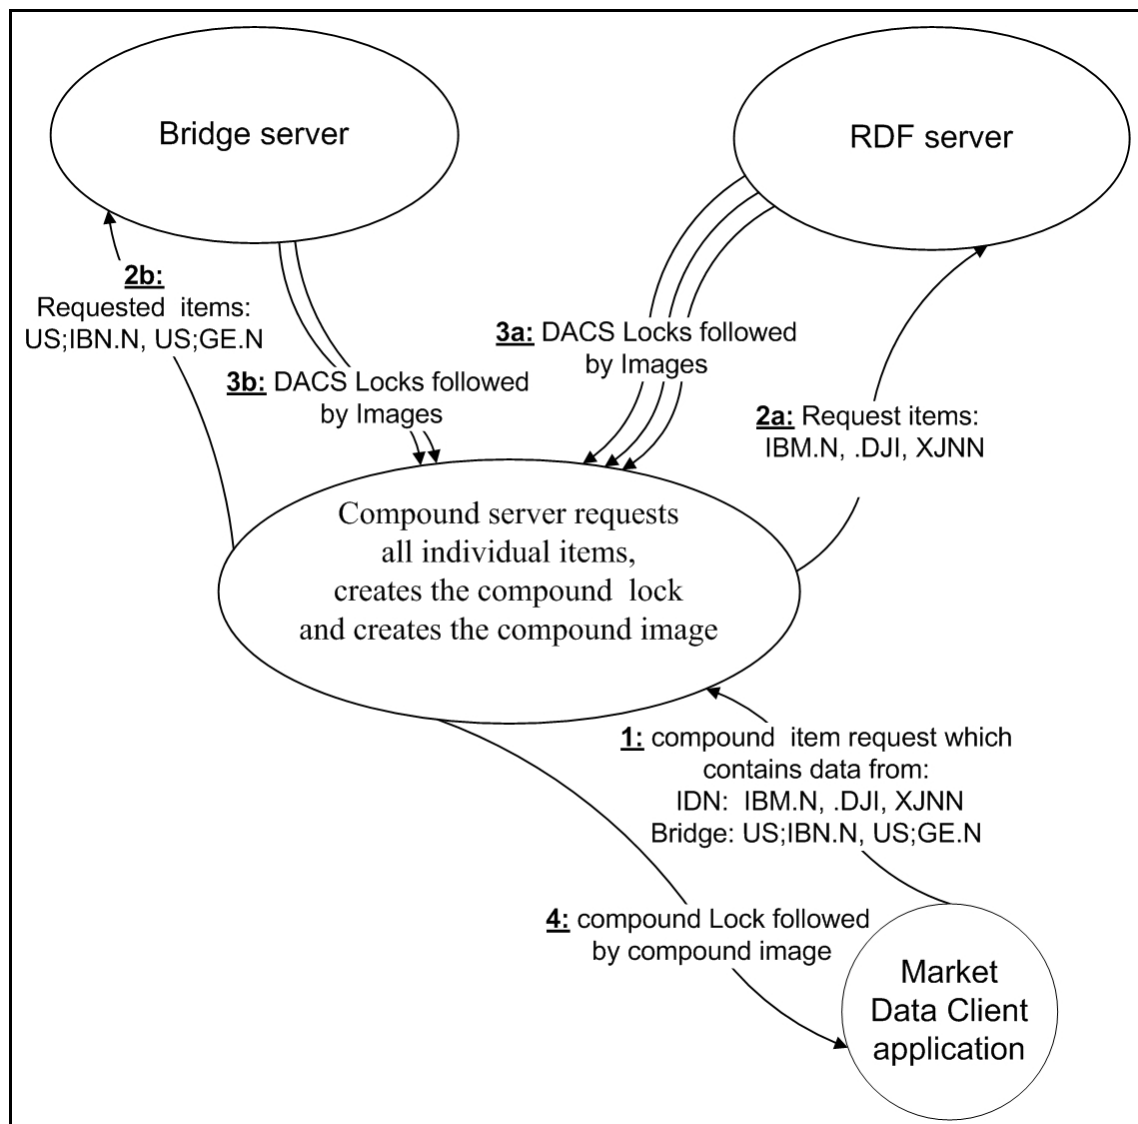 Bridge server
RDF server
2b:
Requested items:
US;IBN.N, US;GE.N
3a: DACS Locks followed
by Images
3b: DACS Locks followed
by Images
2a: Request items:
IBM.N, .DJI, XJNN
Compound server requests
all individual items,
creates the compound lock
and creates the compound image
1: compound item request which
contains data from:
IDN: IBM.N, .DJI, XJNN
Bridge: US;IBN.N, US;GE.N
4: compound Lock followed
by compound image
Market
Data Client
application